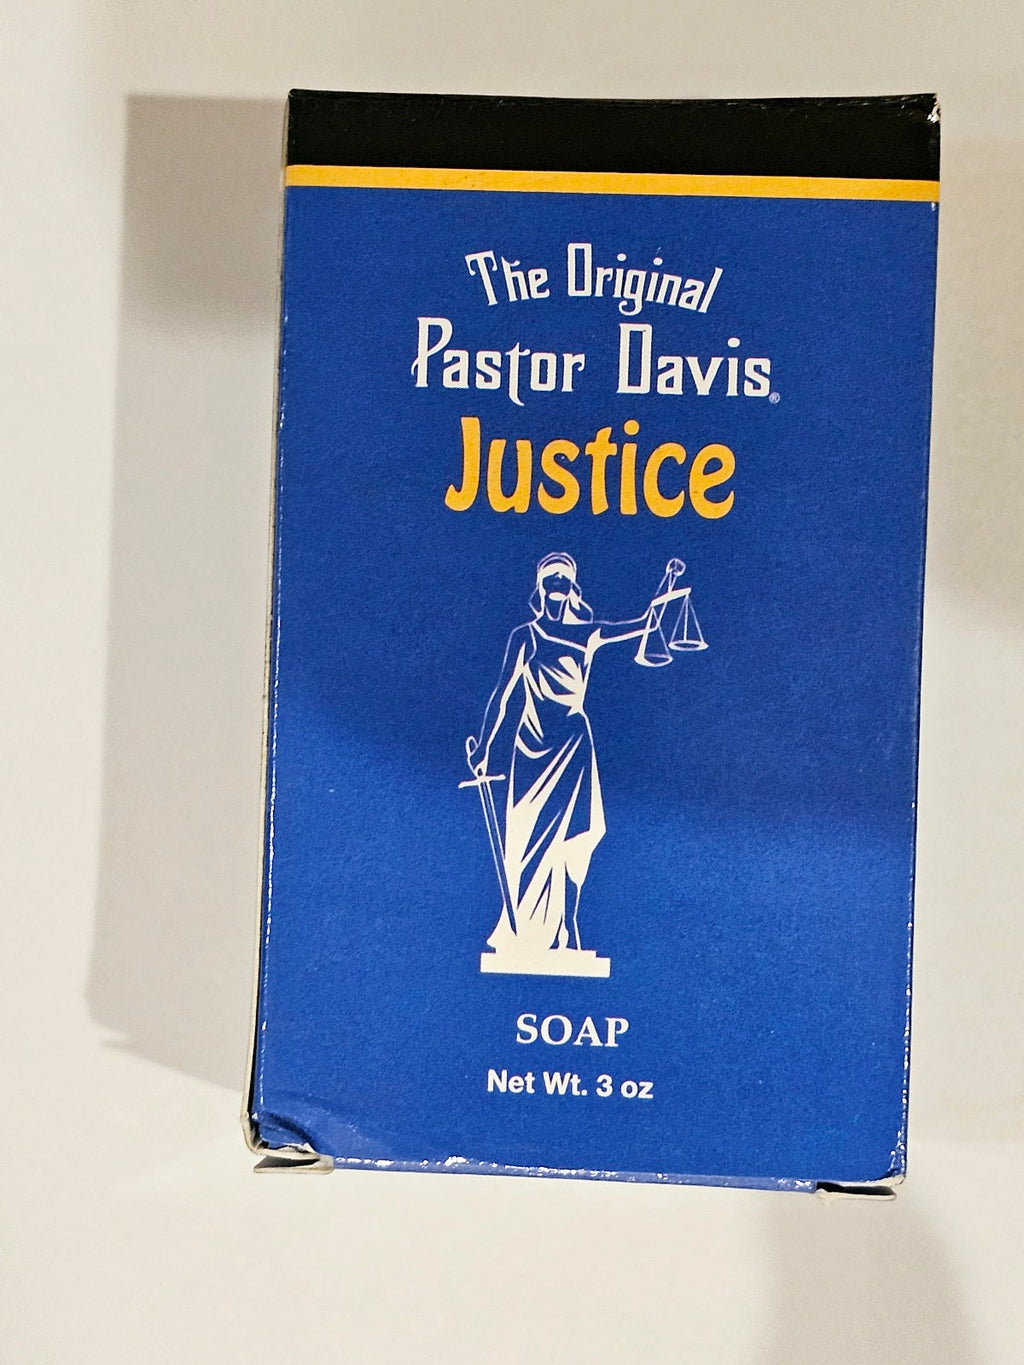 The Original
Pastor Davis®
Justice
SOAP
Net Wt. 3 oz